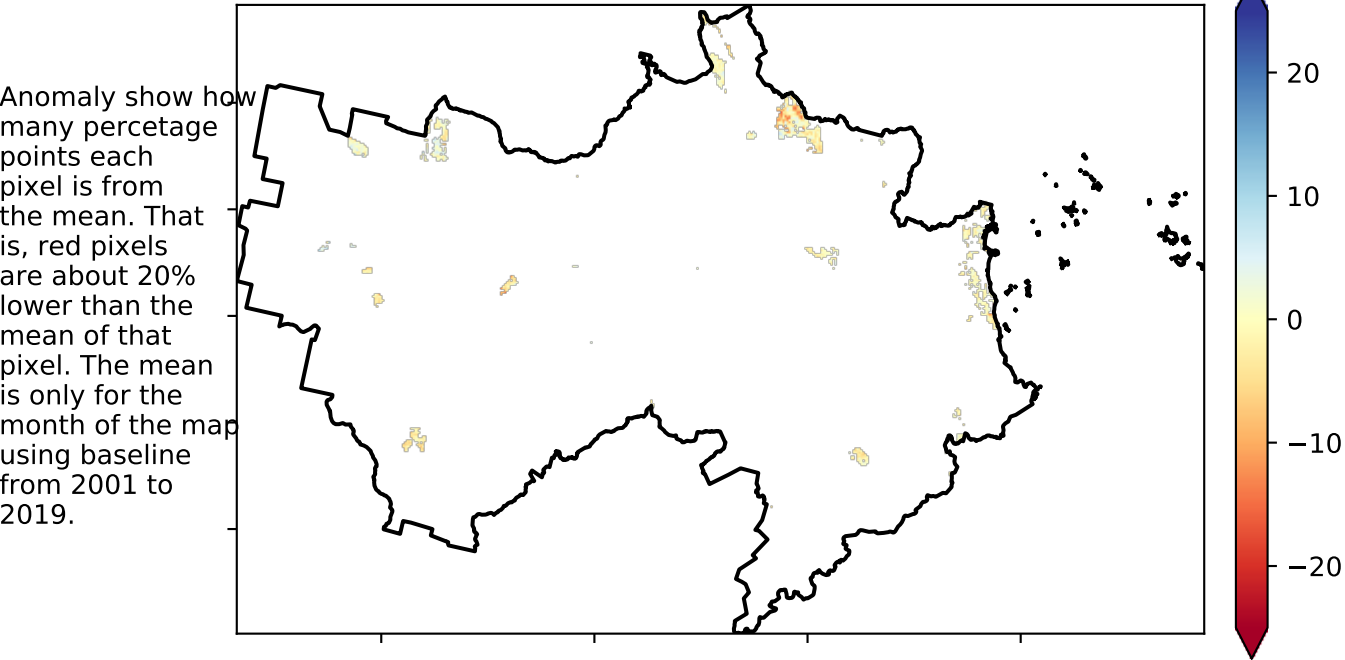 Anomaly show how
many percetage
points each
pixel is from
the mean. That
is, red pixels
are about 20%
lower than the
mean of that
pixel. The mean
is only for the
month of the map
using baseline
from 2001 to
2019.
20
10
0
−10
−20